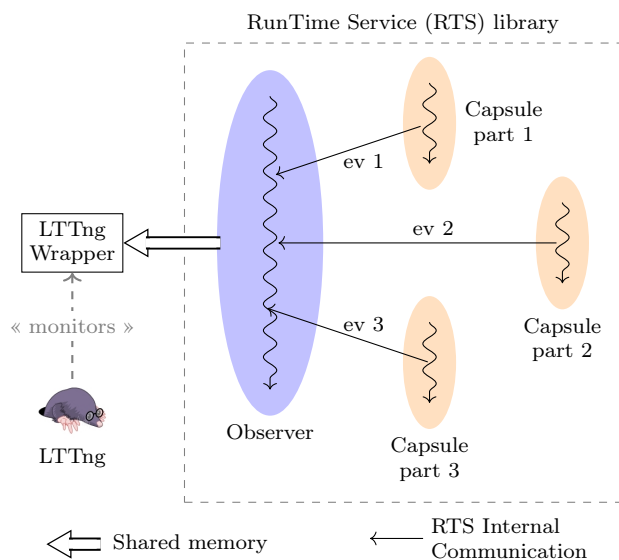 RunTime Service (RTS) library
Capsule
part 1
ev 1
LTTng
Wrapper
ev 2
« monitors »
ev 3
Capsule
part 2
Observer
Capsule
part 3
LTTng
Shared memory
RTS Internal
Communication